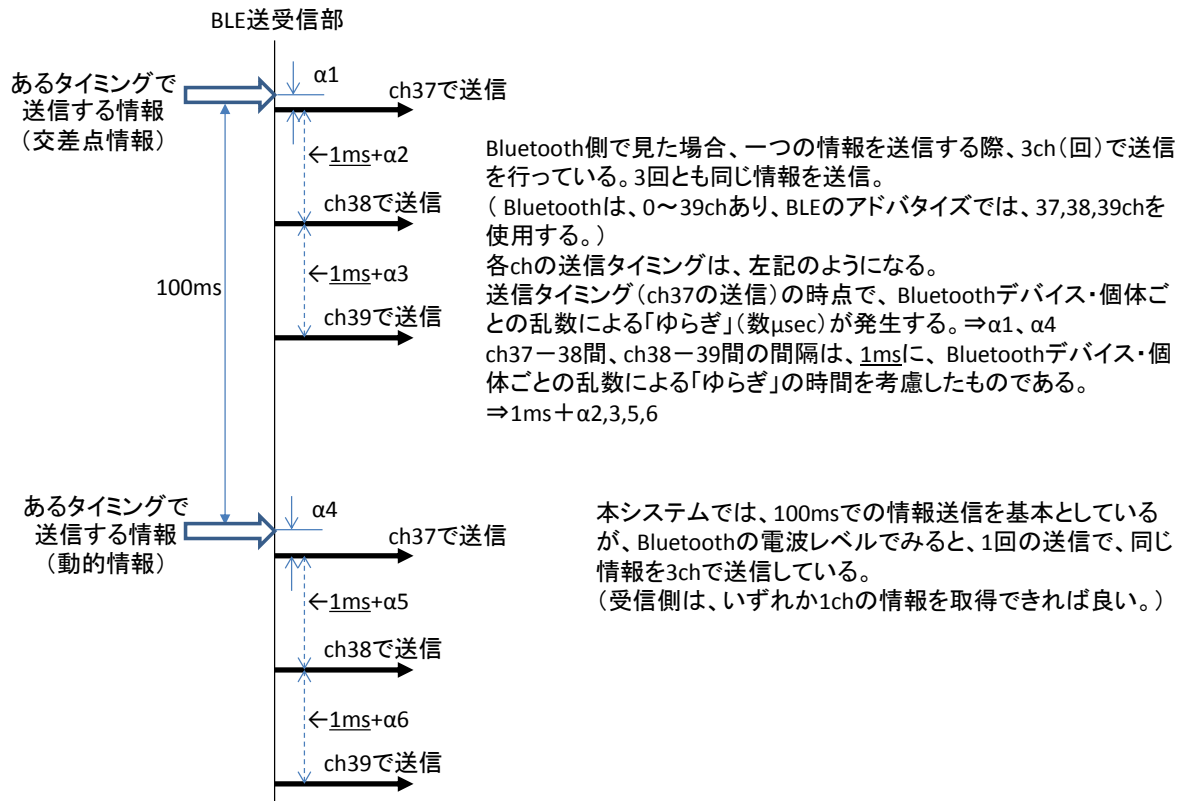 BLE送受信部
あるタイミングで
送信する情報
（交差点情報）
α1
ch37で送信
←1ms+α2
ch38で送信
←1ms+α3
ch39で送信
100ms
Bluetooth側で見た場合、一つの情報を送信する際、3ch（回）で送信
を行っている。3回とも同じ情報を送信。
（ Bluetoothは、0～39chあり、BLEのアドバタイズでは、37,38,39chを
使用する。）
各chの送信タイミングは、左記のようになる。
送信タイミング（ch37の送信）の時点で、 Bluetoothデバイス・個体ご
との乱数による「ゆらぎ」（数μsec）が発生する。⇒α1、α4
ch37－38間、ch38－39間の間隔は、1msに、 Bluetoothデバイス・個
体ごとの乱数による「ゆらぎ」の時間を考慮したものである。
⇒1ms＋α2,3,5,6
あるタイミングで
送信する情報
（動的情報）
α4
ch37で送信
←1ms+α5
ch38で送信
←1ms+α6
ch39で送信
本システムでは、100msでの情報送信を基本としている
が、Bluetoothの電波レベルでみると、1回の送信で、同じ
情報を3chで送信している。
（受信側は、いずれか1chの情報を取得できれば良い。）